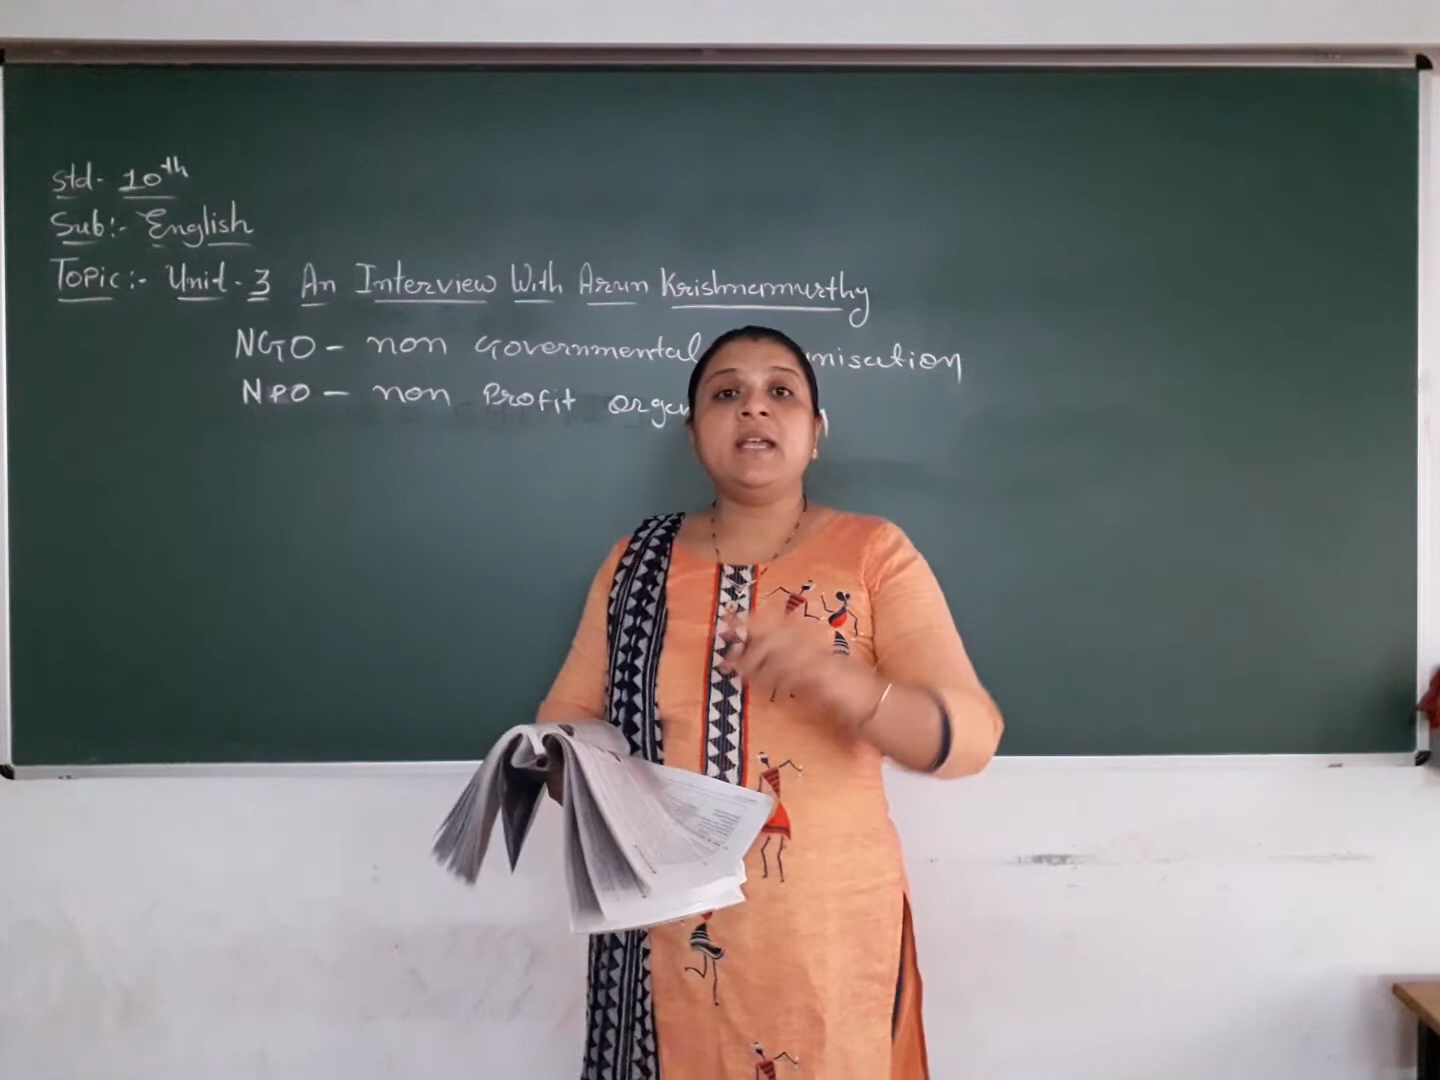 Std- 10th
Sub:- English
Topic:- Unit-3 An Interview With Arun Krishnamurthy
NGO - non Governmental
NPO - non Profit